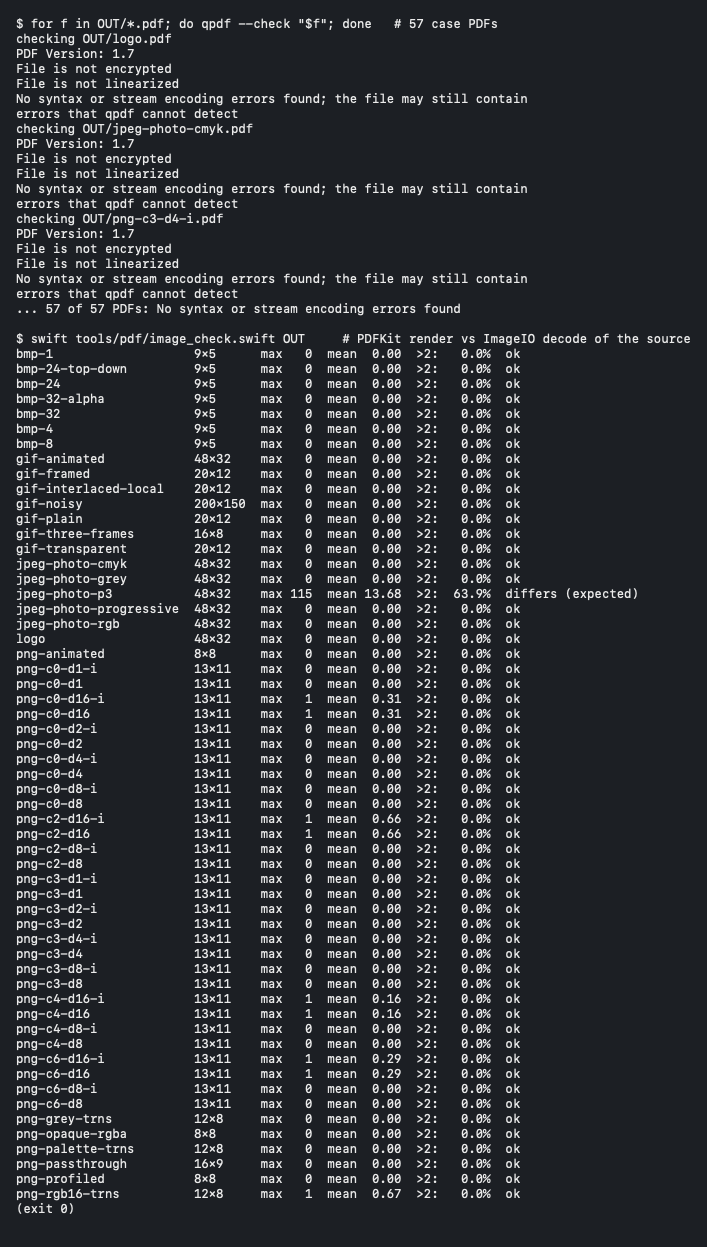 $ for f in OUT/*.pdf; do qpdf --check "$f"; done   # 57 case PDFs
checking OUT/logo.pdf
PDF Version: 1.7
File is not encrypted
File is not linearized
No syntax or stream encoding errors found; the file may still contain
errors that qpdf cannot detect
checking OUT/jpeg-photo-cmyk.pdf
PDF Version: 1.7
File is not encrypted
File is not linearized
No syntax or stream encoding errors found; the file may still contain
errors that qpdf cannot detect
checking OUT/png-c3-d4-i.pdf
PDF Version: 1.7
File is not encrypted
File is not linearized
No syntax or stream encoding errors found; the file may still contain
errors that qpdf cannot detect
... 57 of 57 PDFs: No syntax or stream encoding errors found

$ swift tools/pdf/image_check.swift OUT     # PDFKit render vs ImageIO decode of the source
bmp-1                   9×5      max   0  mean  0.00  >2:   0.0%  ok
bmp-24-top-down         9×5      max   0  mean  0.00  >2:   0.0%  ok
bmp-24                  9×5      max   0  mean  0.00  >2:   0.0%  ok
bmp-32-alpha            9×5      max   0  mean  0.00  >2:   0.0%  ok
bmp-32                  9×5      max   0  mean  0.00  >2:   0.0%  ok
bmp-4                   9×5      max   0  mean  0.00  >2:   0.0%  ok
bmp-8                   9×5      max   0  mean  0.00  >2:   0.0%  ok
gif-animated            48×32    max   0  mean  0.00  >2:   0.0%  ok
gif-framed              20×12    max   0  mean  0.00  >2:   0.0%  ok
gif-interlaced-local    20×12    max   0  mean  0.00  >2:   0.0%  ok
gif-noisy               200×150  max   0  mean  0.00  >2:   0.0%  ok
gif-plain               20×12    max   0  mean  0.00  >2:   0.0%  ok
gif-three-frames        16×8     max   0  mean  0.00  >2:   0.0%  ok
gif-transparent         20×12    max   0  mean  0.00  >2:   0.0%  ok
jpeg-photo-cmyk         48×32    max   0  mean  0.00  >2:   0.0%  ok
jpeg-photo-grey         48×32    max   0  mean  0.00  >2:   0.0%  ok
jpeg-photo-p3           48×32    max 115  mean 13.68  >2:  63.9%  differs (expected)
jpeg-photo-progressive  48×32    max   0  mean  0.00  >2:   0.0%  ok
jpeg-photo-rgb          48×32    max   0  mean  0.00  >2:   0.0%  ok
logo                    48×32    max   0  mean  0.00  >2:   0.0%  ok
png-animated            8×8      max   0  mean  0.00  >2:   0.0%  ok
png-c0-d1-i             13×11    max   0  mean  0.00  >2:   0.0%  ok
png-c0-d1               13×11    max   0  mean  0.00  >2:   0.0%  ok
png-c0-d16-i            13×11    max   1  mean  0.31  >2:   0.0%  ok
png-c0-d16              13×11    max   1  mean  0.31  >2:   0.0%  ok
png-c0-d2-i             13×11    max   0  mean  0.00  >2:   0.0%  ok
png-c0-d2               13×11    max   0  mean  0.00  >2:   0.0%  ok
png-c0-d4-i             13×11    max   0  mean  0.00  >2:   0.0%  ok
png-c0-d4               13×11    max   0  mean  0.00  >2:   0.0%  ok
png-c0-d8-i             13×11    max   0  mean  0.00  >2:   0.0%  ok
png-c0-d8               13×11    max   0  mean  0.00  >2:   0.0%  ok
png-c2-d16-i            13×11    max   1  mean  0.66  >2:   0.0%  ok
png-c2-d16              13×11    max   1  mean  0.66  >2:   0.0%  ok
png-c2-d8-i             13×11    max   0  mean  0.00  >2:   0.0%  ok
png-c2-d8               13×11    max   0  mean  0.00  >2:   0.0%  ok
png-c3-d1-i             13×11    max   0  mean  0.00  >2:   0.0%  ok
png-c3-d1               13×11    max   0  mean  0.00  >2:   0.0%  ok
png-c3-d2-i             13×11    max   0  mean  0.00  >2:   0.0%  ok
png-c3-d2               13×11    max   0  mean  0.00  >2:   0.0%  ok
png-c3-d4-i             13×11    max   0  mean  0.00  >2:   0.0%  ok
png-c3-d4               13×11    max   0  mean  0.00  >2:   0.0%  ok
png-c3-d8-i             13×11    max   0  mean  0.00  >2:   0.0%  ok
png-c3-d8               13×11    max   0  mean  0.00  >2:   0.0%  ok
png-c4-d16-i            13×11    max   1  mean  0.16  >2:   0.0%  ok
png-c4-d16              13×11    max   1  mean  0.16  >2:   0.0%  ok
png-c4-d8-i             13×11    max   0  mean  0.00  >2:   0.0%  ok
png-c4-d8               13×11    max   0  mean  0.00  >2:   0.0%  ok
png-c6-d16-i            13×11    max   1  mean  0.29  >2:   0.0%  ok
png-c6-d16              13×11    max   1  mean  0.29  >2:   0.0%  ok
png-c6-d8-i             13×11    max   0  mean  0.00  >2:   0.0%  ok
png-c6-d8               13×11    max   0  mean  0.00  >2:   0.0%  ok
png-grey-trns           12×8     max   0  mean  0.00  >2:   0.0%  ok
png-opaque-rgba         8×8      max   0  mean  0.00  >2:   0.0%  ok
png-palette-trns        12×8     max   0  mean  0.00  >2:   0.0%  ok
png-passthrough         16×9     max   0  mean  0.00  >2:   0.0%  ok
png-profiled            8×8      max   0  mean  0.00  >2:   0.0%  ok
png-rgb16-trns          12×8     max   1  mean  0.67  >2:   0.0%  ok
(exit 0)